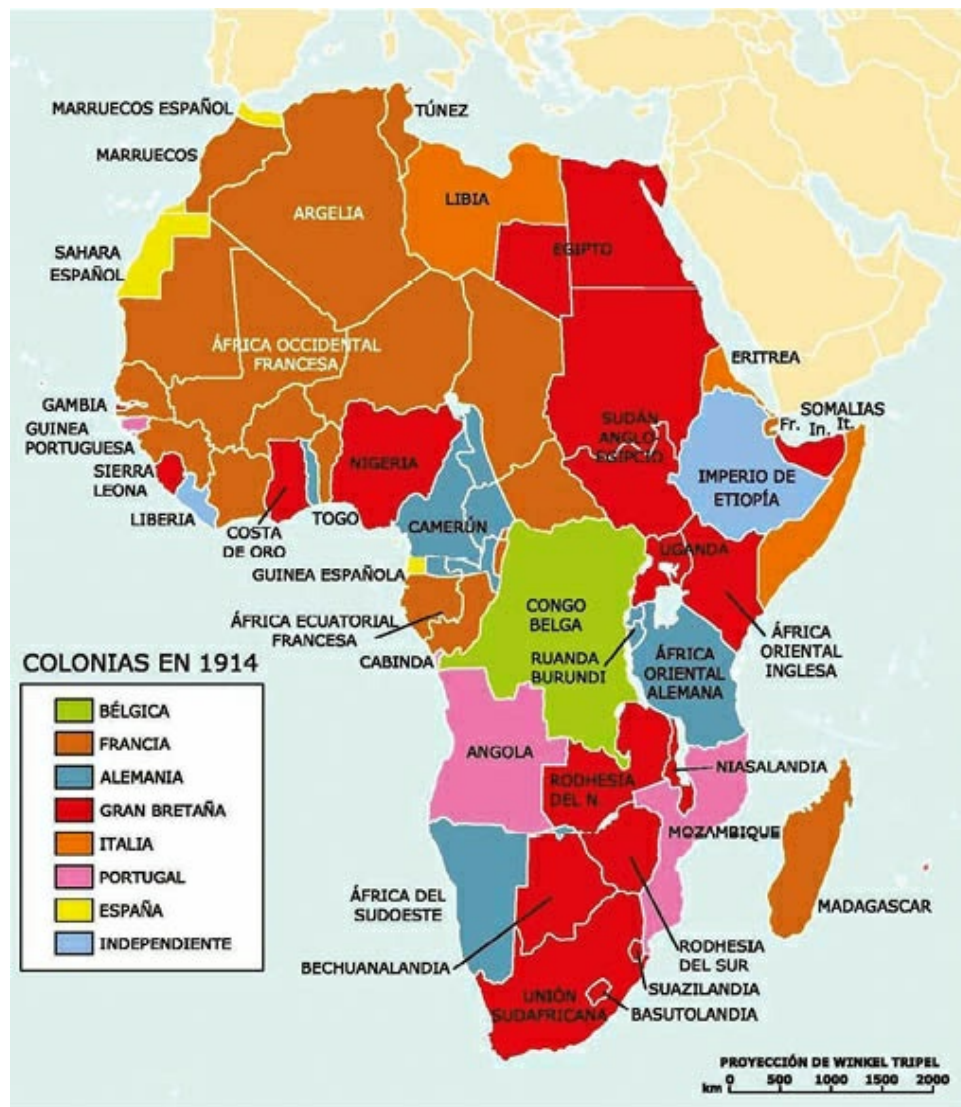 MARRUECOS ESPAÑOL
TÚNEZ
MARRUECOS
ARGELIA
LIBIA
EGIPTO
SAHARA
ESPAÑOL
ÁFRICA OCCIDENTAL
FRANCESA
ERITREA
GAMBIA
GUINEA
PORTUGUESA
SIERRA
LEONA
LIBERIA
COSTA
DE ORO
TOGO
NIGERIA
SUDÁN
ANGLO-
EGIPCIO
SOMALIAS
Fr. In. It.
IMPERIO DE
ETIOPÍA
CAMERÚN
GUINEA ESPAÑOLA
UGANDA
ÁFRICA ECUATORIAL
FRANCESA
CONGO
BELGA
CABINDA
RUANDA
BURUNDI
ÁFRICA
ORIENTAL
ALEMANA
ÁFRICA
ORIENTAL
INGLESA
COLONIAS EN 1914
BÉLGICA
FRANCIA
ALEMANIA
GRAN BRETAÑA
ITALIA
PORTUGAL
ESPAÑA
INDEPENDIENTE
ANGOLA
RODHESIA
DEL N
NIASALANDIA
MOZAMBIQUE
MADAGASCAR
ÁFRICA DEL
SUDOESTE
BECHUANALANDIA
RODHESIA
DEL SUR
SUAZILANDIA
BASUTOLANDIA
UNIÓN
SUDAFRICANA
PROYECCIÓN DE WINKEL TRIPEL
km 0 500 1000 1500 2000